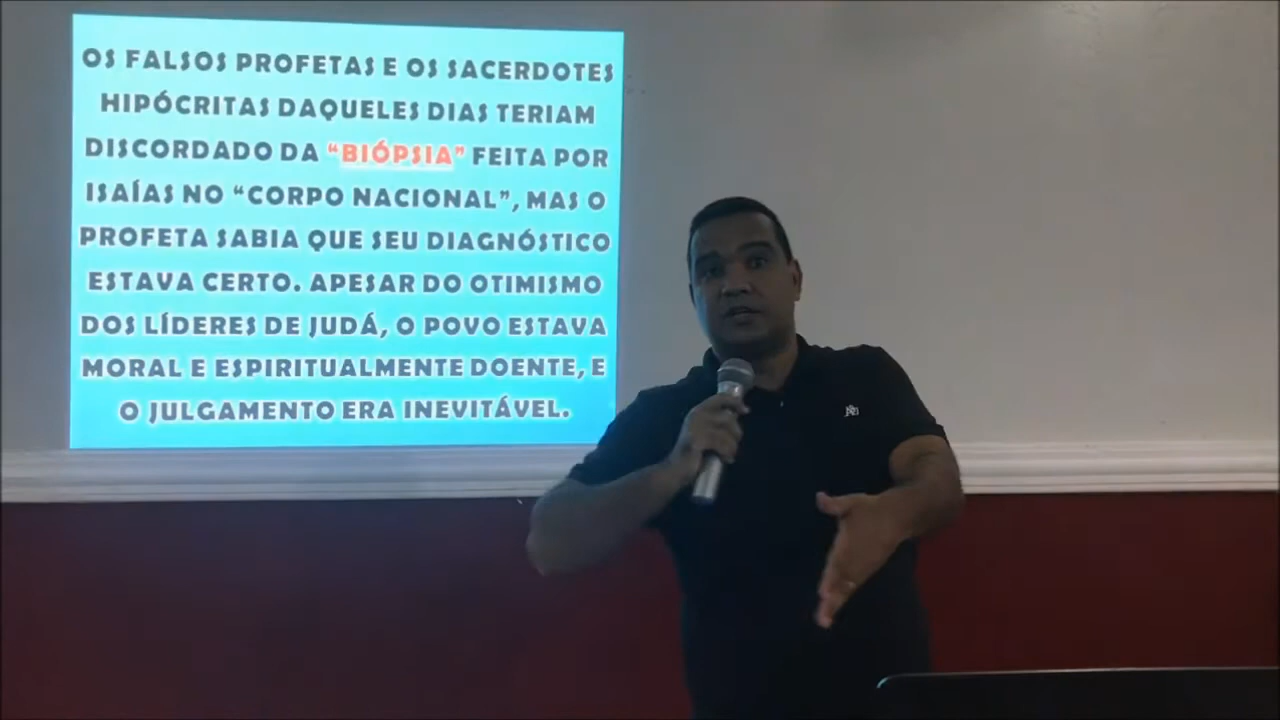 OS FALSOS PROFETAS E OS SACERDOTES
HIPÓCRITAS DAQUELES DIAS TERIAM
DISCORDADO DA “BIÓPSIA” FEITA POR
ISAÍAS NO “CORPO NACIONAL”, MAS O
PROFETA SABIA QUE SEU DIAGNÓSTICO
ESTAVA CERTO. APESAR DO OTIMISMO
DOS LÍDERES DE JUDÁ, O POVO ESTAVA
MORAL E ESPIRITUALMENTE DOENTE, E
O JULGAMENTO ERA INEVITÁVEL.